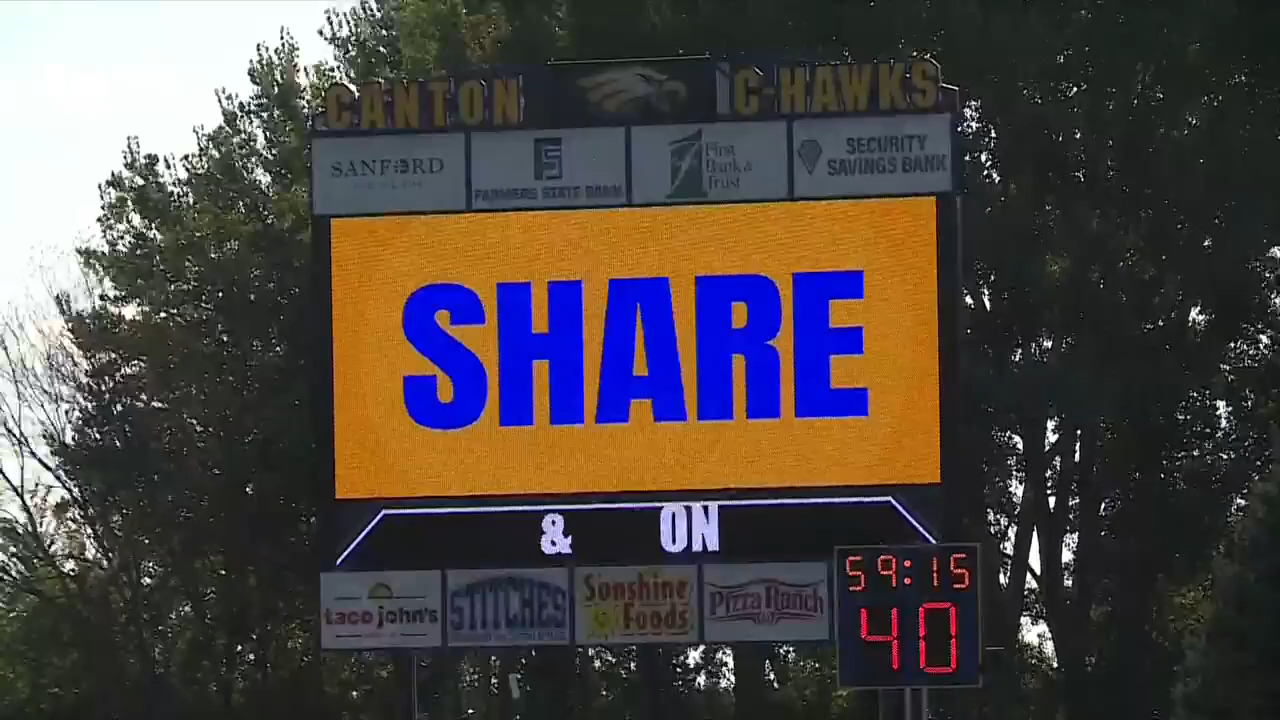 CANTON C-HAWKS
SANFORD
FARMERS STATE BANK
First
Bank &
Trust
SECURITY
SAVINGS BANK
SHARE
& ON
taco john's
STITCHES
Sonshine
Foods
Pizza Ranch
59:15
40